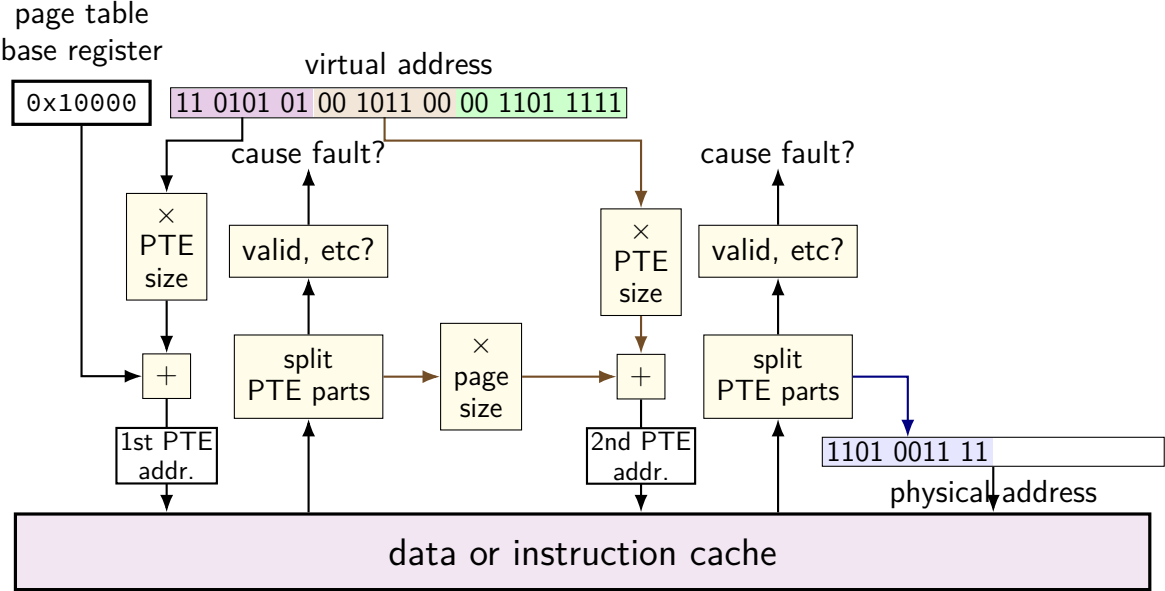 page table
base register
0x10000
virtual address
11 0101 01 00 1011 00 00 1101 1111
cause fault?
cause fault?
×
PTE
size
valid, etc?
×
PTE
size
valid, etc?
+
split
PTE parts
×
page
size
+
split
PTE parts
1st PTE
addr.
2nd PTE
addr.
1101 0011 11
physical address
data or instruction cache